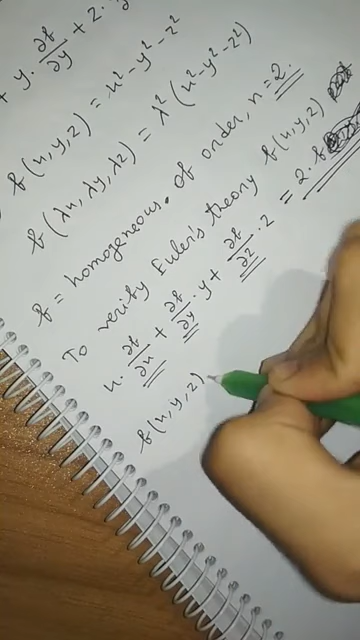 + y · ∂f/∂y + z ·
f(x,y,z) = x² - y² - z²
f(λx, λy, λz) = λ² (x² - y² - z²)
f = homogeneous. of order, n = 2.
To verify Euler's theory f(x,y,z)
x · ∂f/∂x + ∂f/∂y · y + ∂f/∂z · z = 2 · f
f(x,y,z)